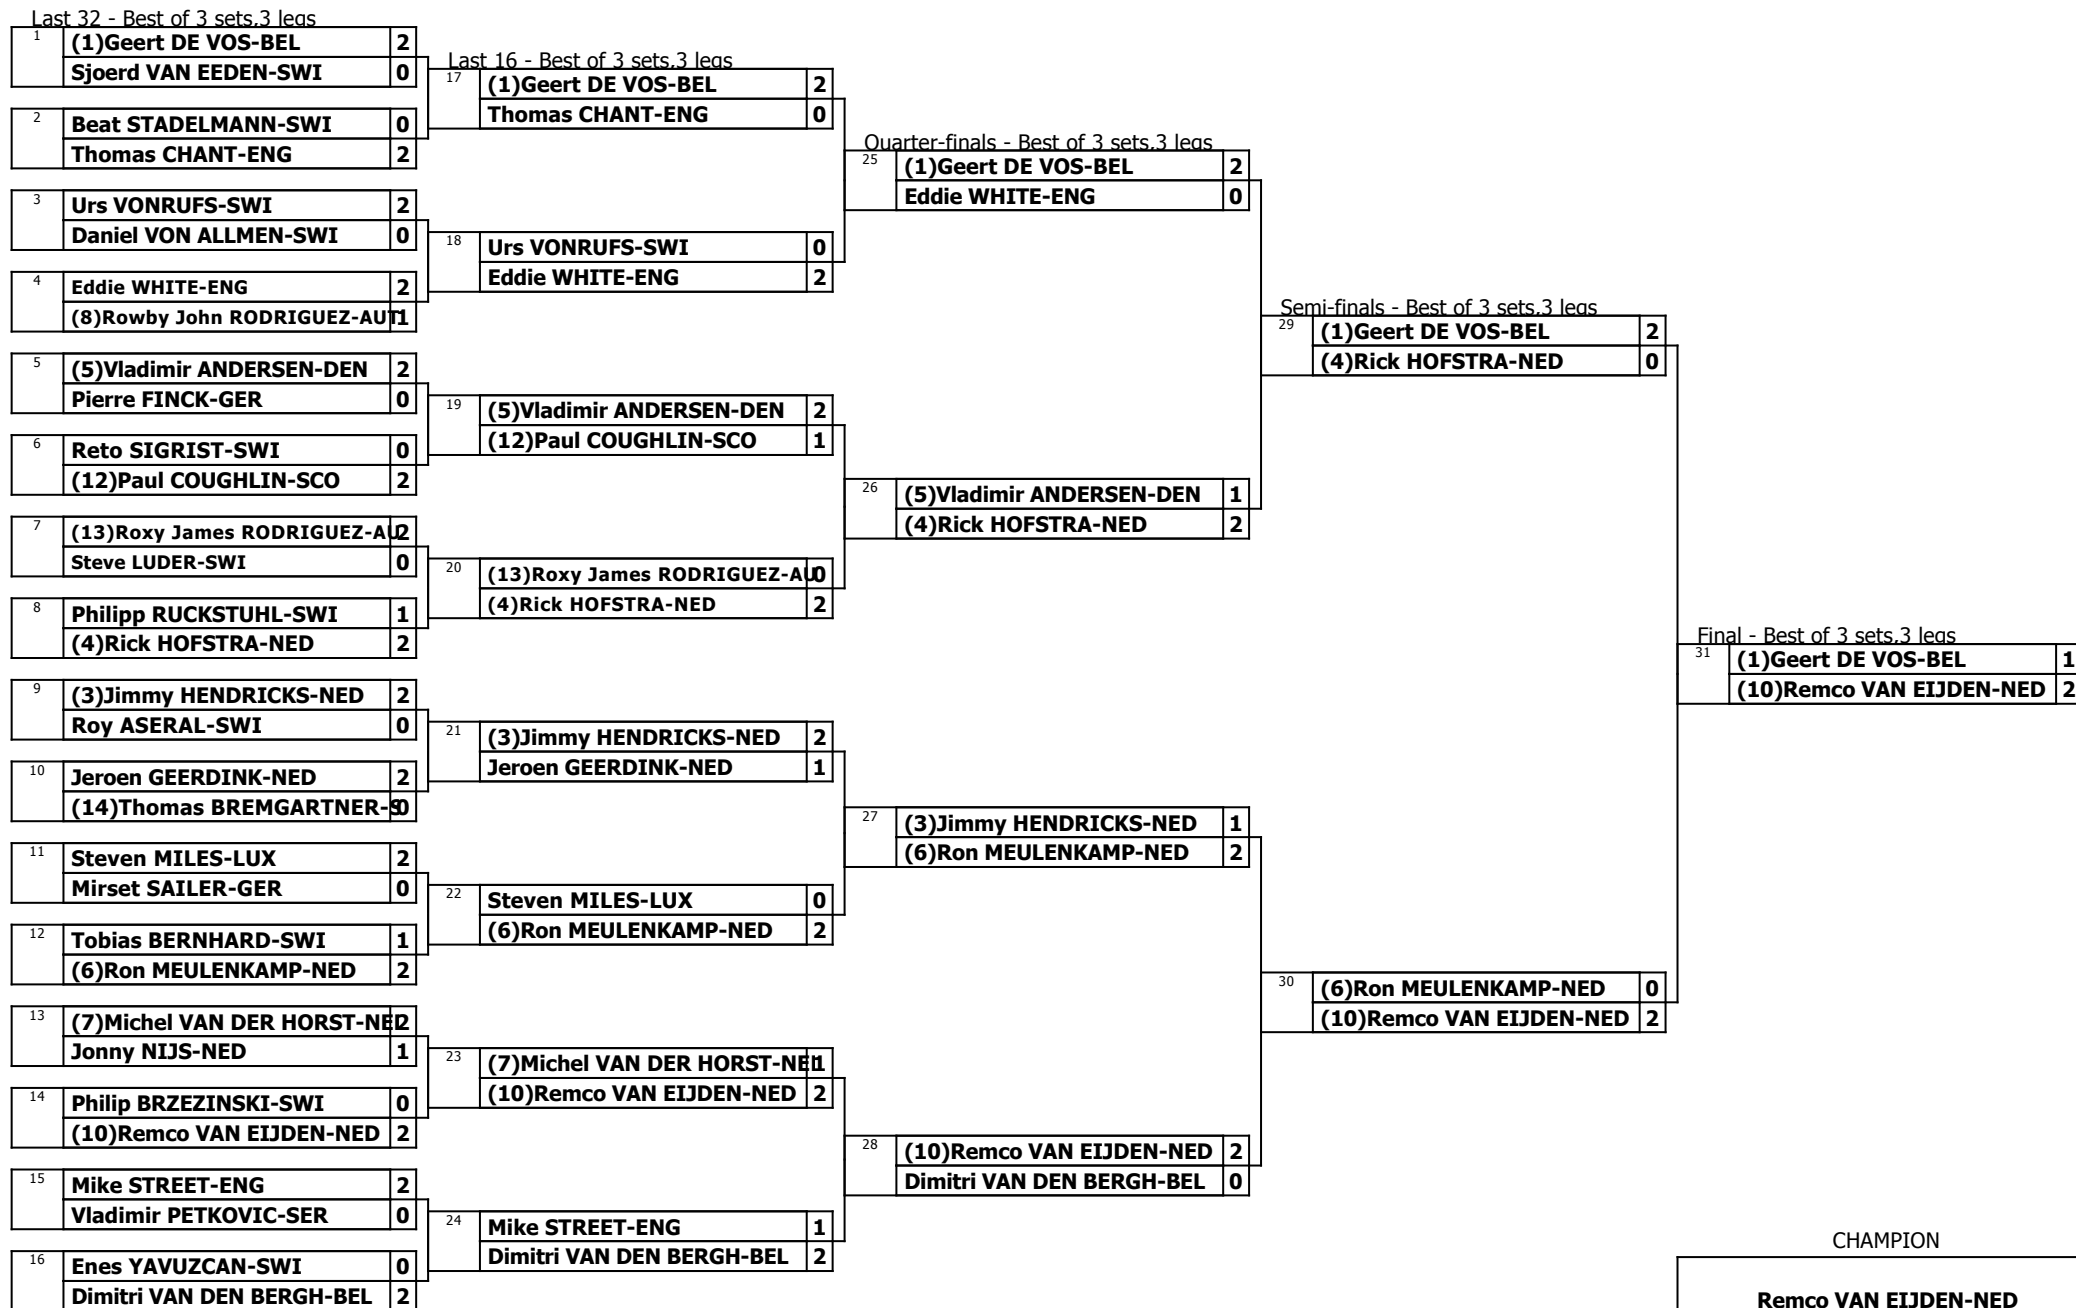 Last 32 - Best of 3 sets,3 legs
1
(1)Geert DE VOS-BEL 2
Sjoerd VAN EEDEN-SWI 0
2
Beat STADELMANN-SWI 0
Thomas CHANT-ENG 2
3
Urs VONRUFS-SWI 2
Daniel VON ALLMEN-SWI 0
4
Eddie WHITE-ENG 2
(8)Rowby John RODRIGUEZ-AUT 1
5
(5)Vladimir ANDERSEN-DEN 2
Pierre FINCK-GER 0
6
Reto SIGRIST-SWI 0
(12)Paul COUGHLIN-SCO 2
7
(13)Roxy James RODRIGUEZ-AU 2
Steve LUDER-SWI 0
8
Philipp RUCKSTUHL-SWI 1
(4)Rick HOFSTRA-NED 2
9
(3)Jimmy HENDRICKS-NED 2
Roy ASERAL-SWI 0
10
Jeroen GEERDINK-NED 2
(14)Thomas BREMGARTNER-S 0
11
Steven MILES-LUX 2
Mirset SAILER-GER 0
12
Tobias BERNHARD-SWI 1
(6)Ron MEULENKAMP-NED 2
13
(7)Michel VAN DER HORST-NED 2
Jonny NIJS-NED 1
14
Philip BRZEZINSKI-SWI 0
(10)Remco VAN EIJDEN-NED 2
15
Mike STREET-ENG 2
Vladimir PETKOVIC-SER 0
16
Enes YAVUZCAN-SWI 0
Dimitri VAN DEN BERGH-BEL 2
Last 16 - Best of 3 sets,3 legs
17
(1)Geert DE VOS-BEL 2
Thomas CHANT-ENG 0
18
Urs VONRUFS-SWI 0
Eddie WHITE-ENG 2
19
(5)Vladimir ANDERSEN-DEN 2
(12)Paul COUGHLIN-SCO 1
20
(13)Roxy James RODRIGUEZ-AU 0
(4)Rick HOFSTRA-NED 2
21
(3)Jimmy HENDRICKS-NED 2
Jeroen GEERDINK-NED 1
22
Steven MILES-LUX 0
(6)Ron MEULENKAMP-NED 2
23
(7)Michel VAN DER HORST-NED 1
(10)Remco VAN EIJDEN-NED 2
24
Mike STREET-ENG 1
Dimitri VAN DEN BERGH-BEL 2
Quarter-finals - Best of 3 sets,3 legs
25
(1)Geert DE VOS-BEL 2
Eddie WHITE-ENG 0
26
(5)Vladimir ANDERSEN-DEN 1
(4)Rick HOFSTRA-NED 2
27
(3)Jimmy HENDRICKS-NED 1
(6)Ron MEULENKAMP-NED 2
28
(10)Remco VAN EIJDEN-NED 2
Dimitri VAN DEN BERGH-BEL 0
Semi-finals - Best of 3 sets,3 legs
29
(1)Geert DE VOS-BEL 2
(4)Rick HOFSTRA-NED 0
30
(6)Ron MEULENKAMP-NED 0
(10)Remco VAN EIJDEN-NED 2
Final - Best of 3 sets,3 legs
31
(1)Geert DE VOS-BEL 1
(10)Remco VAN EIJDEN-NED 2
CHAMPION
Remco VAN EIJDEN-NED